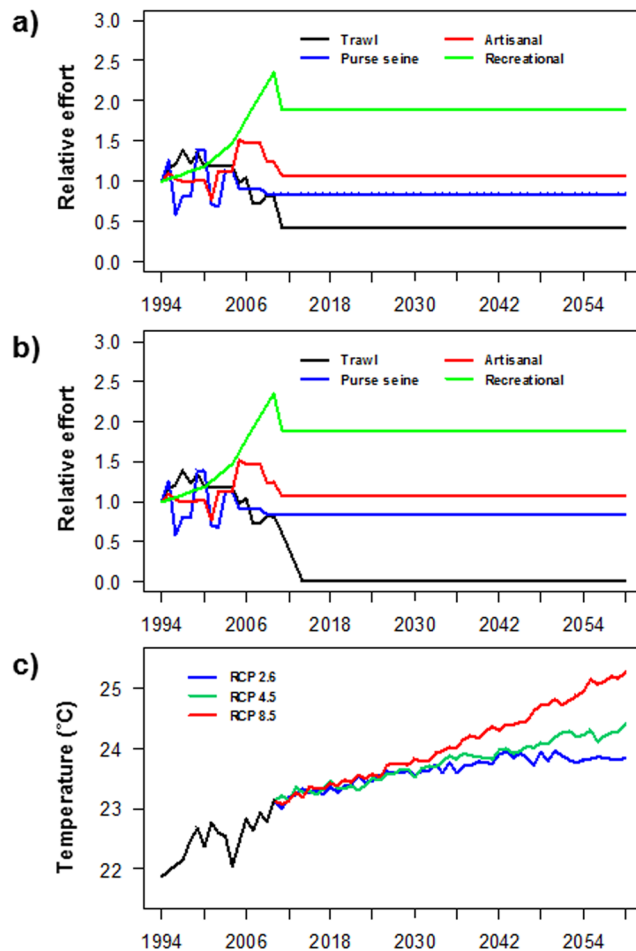 a)
Relative effort
3.0
2.5
2.0
1.5
1.0
0.5
0.0
Trawl Artisanal
Purse seine Recreational
1994 2006 2018 2030 2042 2054
b)
Relative effort
3.0
2.5
2.0
1.5
1.0
0.5
0.0
Trawl Artisanal
Purse seine Recreational
1994 2006 2018 2030 2042 2054
c)
Temperature (°C)
25
24
23
22
RCP 2.6
RCP 4.5
RCP 8.5
1994 2006 2018 2030 2042 2054